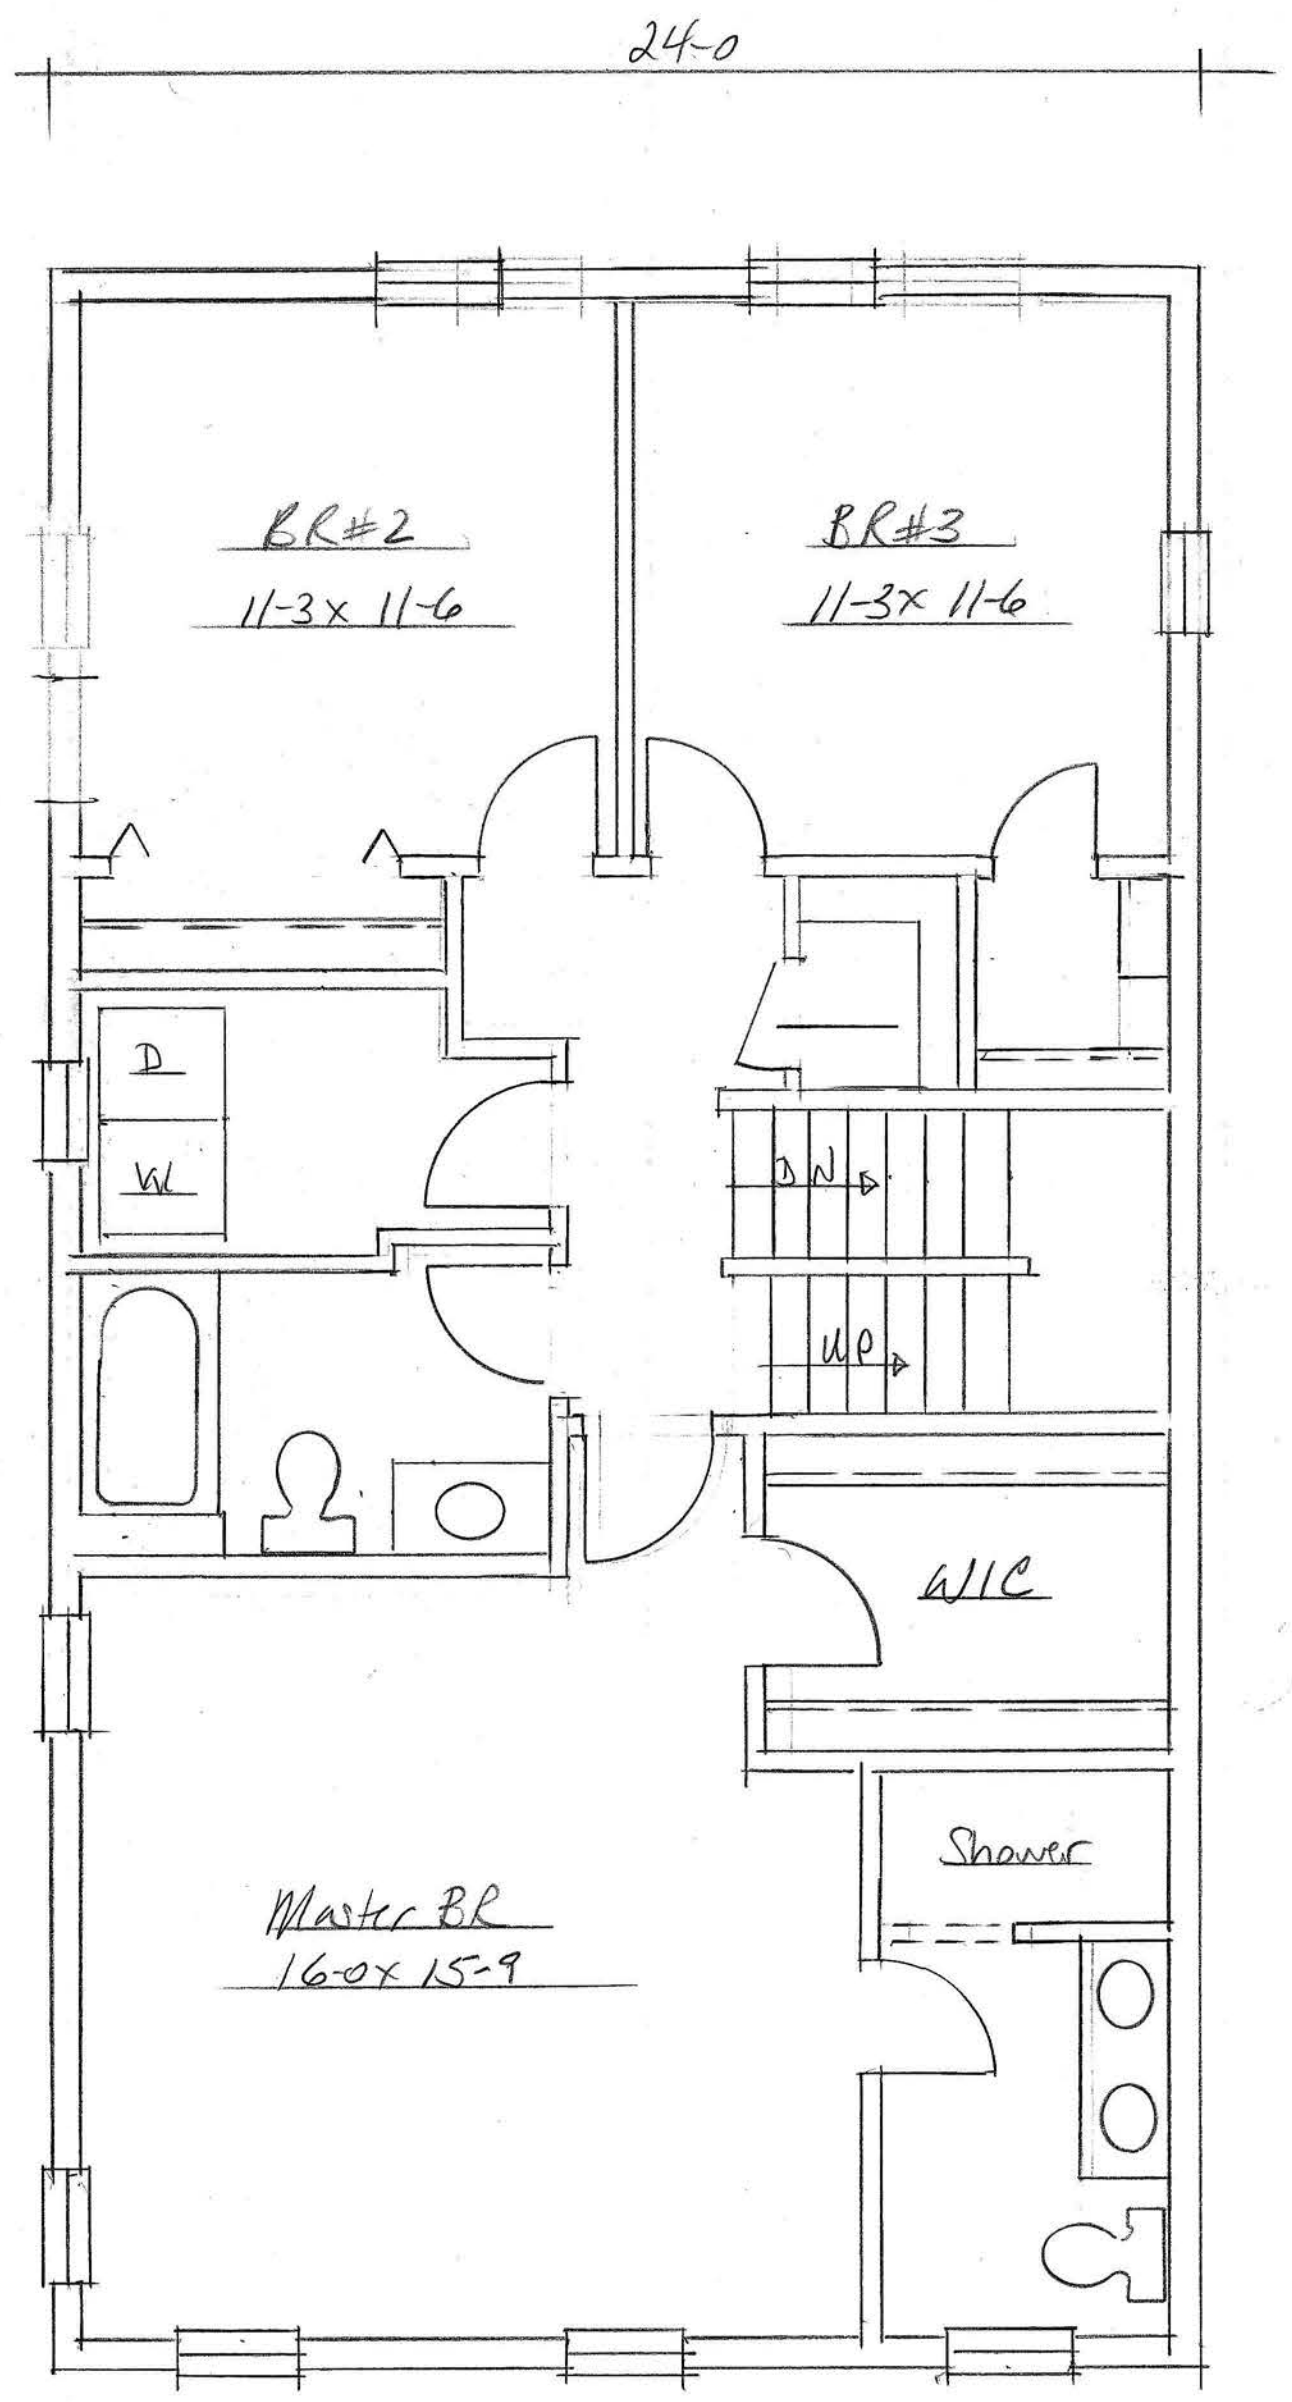 24-0
BR#2
11-3 x 11-6
BR#3
11-3 x 11-6
D
W
DN
UP
WIC
Shower
Master BR
16-0 x 15-9